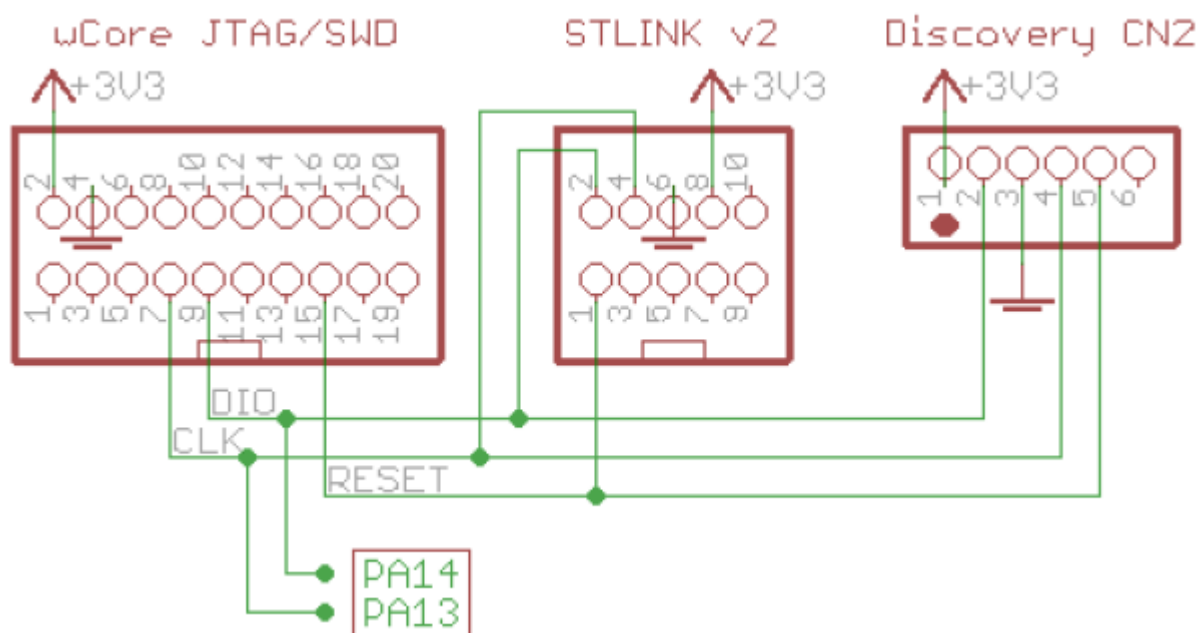 wCore JTAG/SWD
STLINK v2
Discovery CN2
+3V3
+3V3
+3V3
2 4 6 8 10 12 14 16 18 20
2 4 6 8 10
1 2 3 4 5 6
1 3 5 7 9 11 13 15 17 19
1 3 5 7 9
DIO
CLK
RESET
PA14
PA13